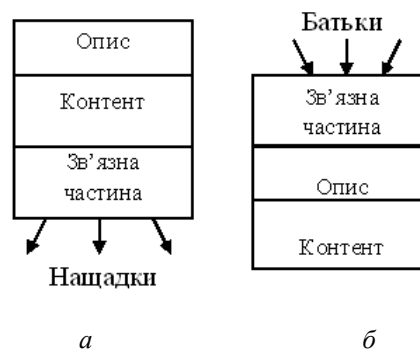 Опис
Контент
Зв’язна
частина
Нащадки
а
Батьки
Зв’язна
частина
Опис
Контент
б